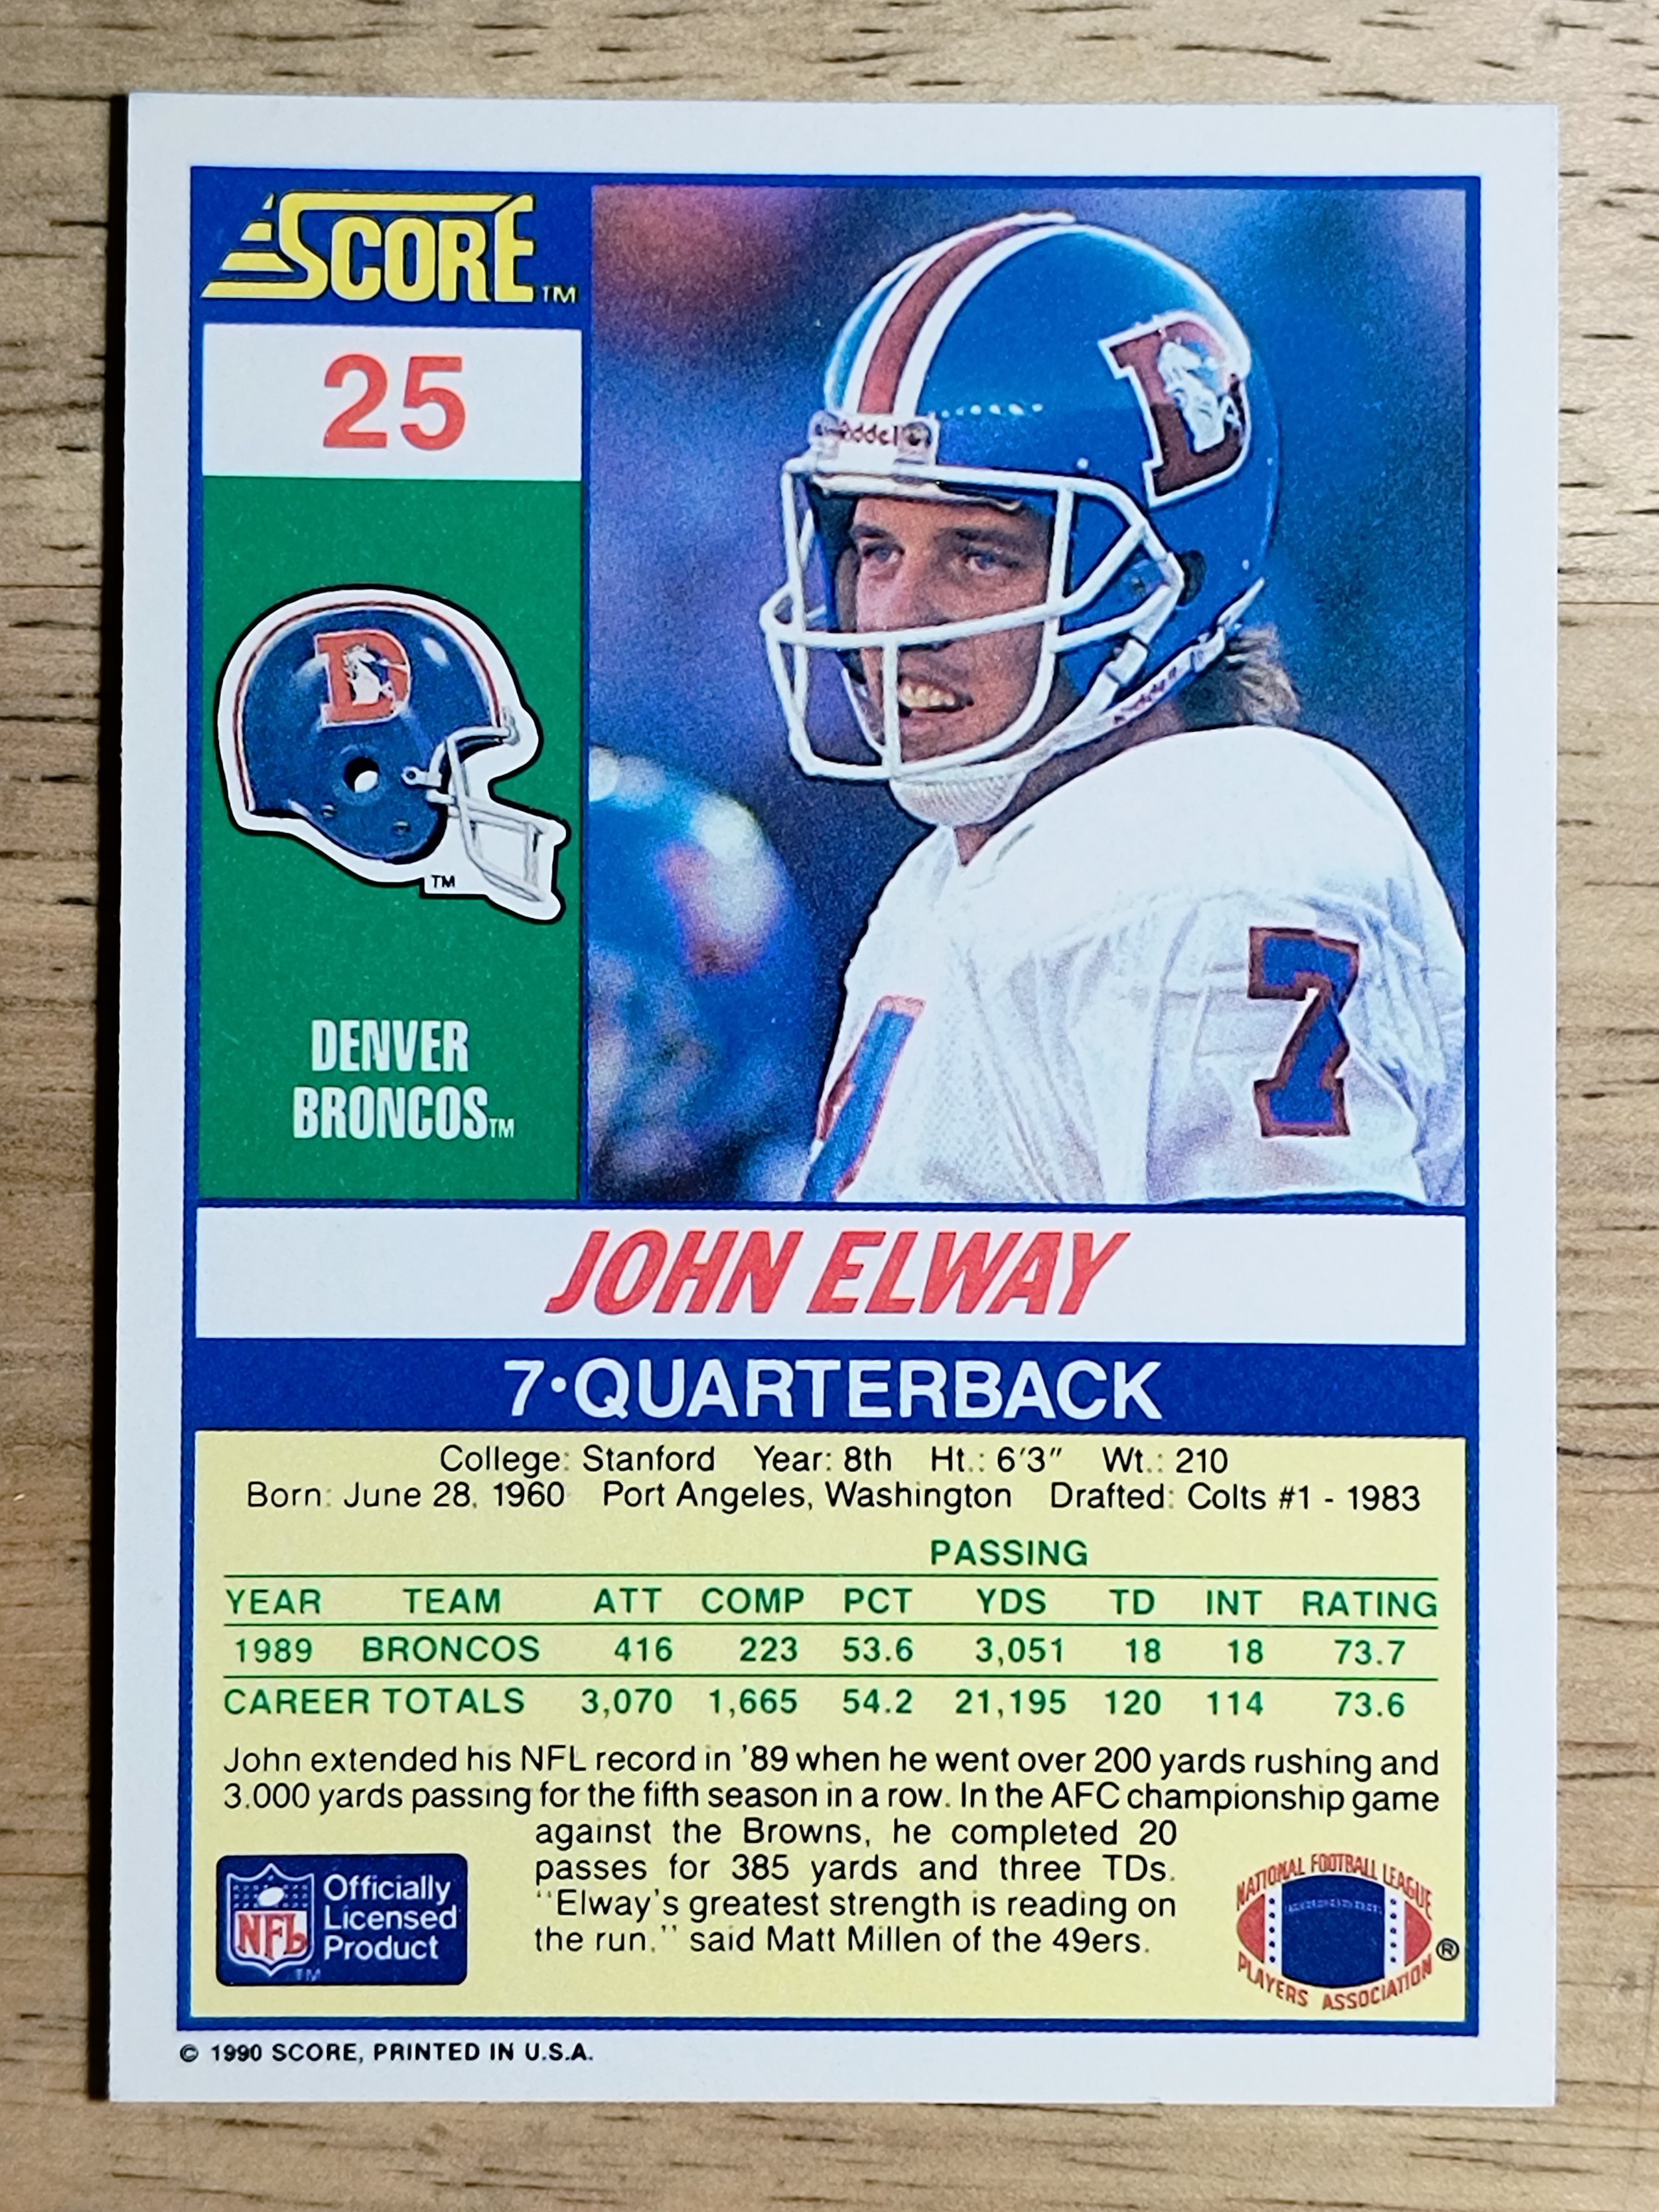 SCORE™
25
Riddell
D
D
7
TM
DENVER
BRONCOS™
JOHN ELWAY
7·QUARTERBACK
College: Stanford Year: 8th Ht.: 6'3" Wt.: 210
Born: June 28, 1960 Port Angeles, Washington Drafted: Colts #1 - 1983
PASSING
YEAR TEAM ATT COMP PCT YDS TD INT RATING
1989 BRONCOS 416 223 53.6 3,051 18 18 73.7
CAREER TOTALS 3,070 1,665 54.2 21,195 120 114 73.6
John extended his NFL record in '89 when he went over 200 yards rushing and
3.000 yards passing for the fifth season in a row. In the AFC championship game
against the Browns, he completed 20
passes for 385 yards and three TDs.
"Elway's greatest strength is reading on
the run." said Matt Millen of the 49ers.
NFL
TM
Officially
Licensed
Product
NATIONAL FOOTBALL LEAGUE
PLAYERS ASSOCIATION ®
© 1990 SCORE, PRINTED IN U.S.A.